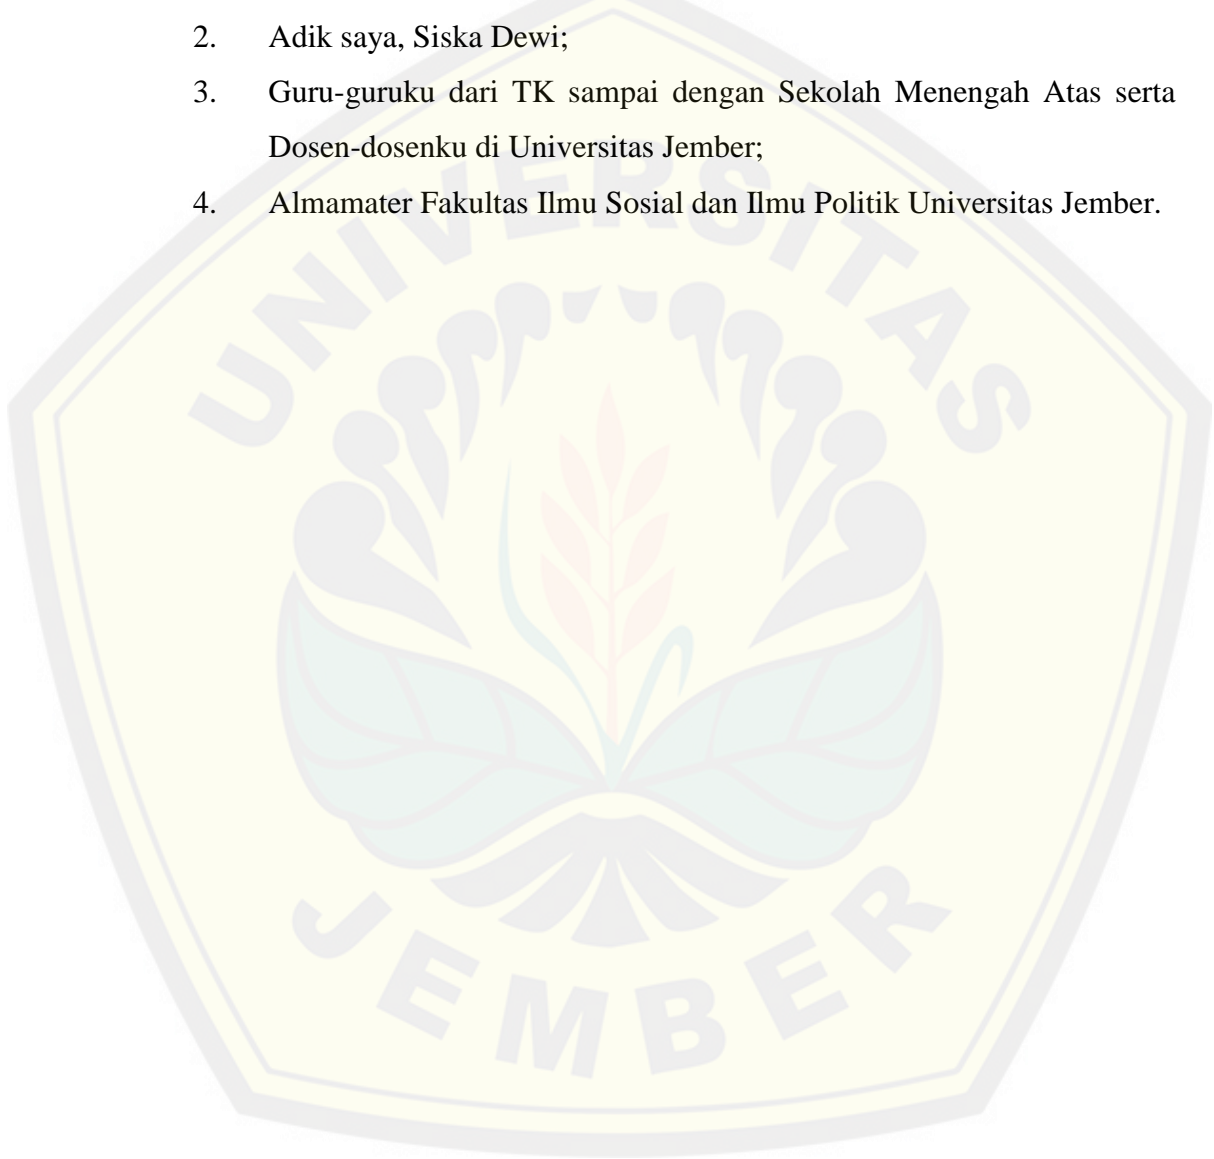 2. Adik saya, Siska Dewi;
3. Guru-guruku dari TK sampai dengan Sekolah Menengah Atas serta
Dosen-dosenku di Universitas Jember;
4. Almamater Fakultas Ilmu Sosial dan Ilmu Politik Universitas Jember.
UNIVERSITAS
JEMBER